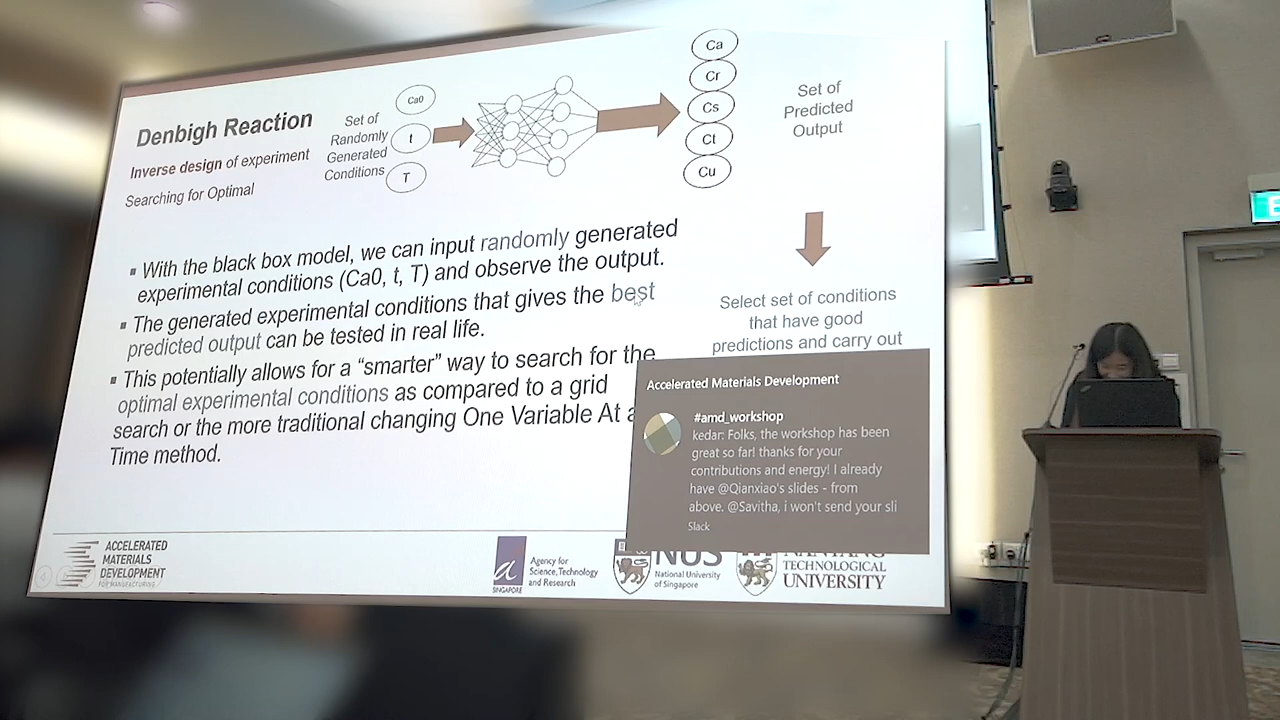 Denbigh Reaction
Inverse design of experiment
Searching for Optimal
Set of
Randomly
Generated
Conditions
Ca0
t
T
Ca
Cr
Cs
Ct
Cu
Set of
Predicted
Output
▪ With the black box model, we can input randomly generated
experimental conditions (Ca0, t, T) and observe the output.
▪ The generated experimental conditions that gives the best
predicted output can be tested in real life.
▪ This potentially allows for a “smarter” way to search for the
optimal experimental conditions as compared to a grid
search or the more traditional changing One Variable At a
Time method.
Select set of conditions
that have good
predictions and carry out
Accelerated Materials Development
#amd_workshop
kedar: Folks, the workshop has been
great so far! thanks for your
contributions and energy! I already
have @Qianxiao's slides - from
above. @Savitha, i won't send your sli
Slack
ACCELERATED
MATERIALS
DEVELOPMENT
FOR MANUFACTURING
a
SINGAPORE
Agency for
Science, Technology
and Research
NUS
National University
of Singapore
NANYANG
TECHNOLOGICAL
UNIVERSITY